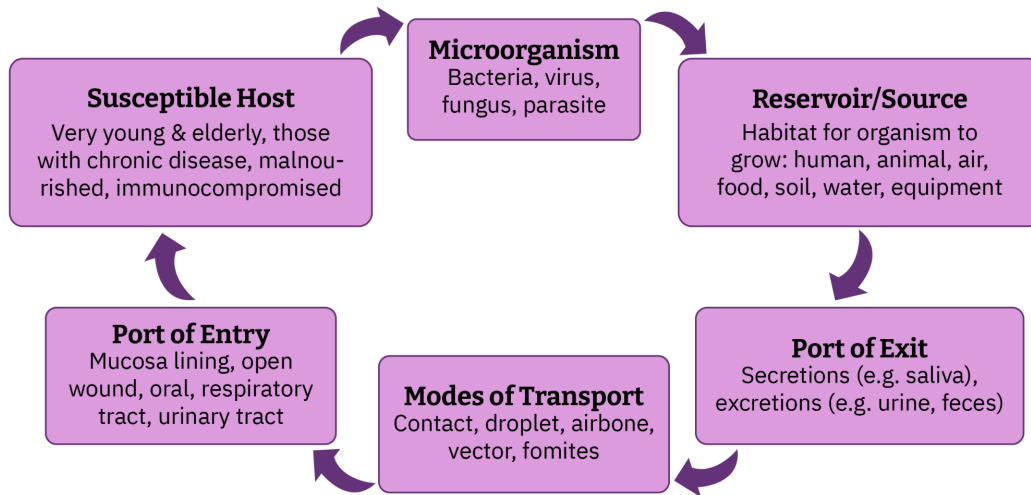 Microorganism
Bacteria, virus,
fungus, parasite
Reservoir/Source
Habitat for organism to
grow: human, animal, air,
food, soil, water, equipment
Port of Exit
Secretions (e.g. saliva),
excretions (e.g. urine, feces)
Modes of Transport
Contact, droplet, airbone,
vector, fomites
Port of Entry
Mucosa lining, open
wound, oral, respiratory
tract, urinary tract
Susceptible Host
Very young & elderly, those
with chronic disease, malnou-
rished, immunocompromised